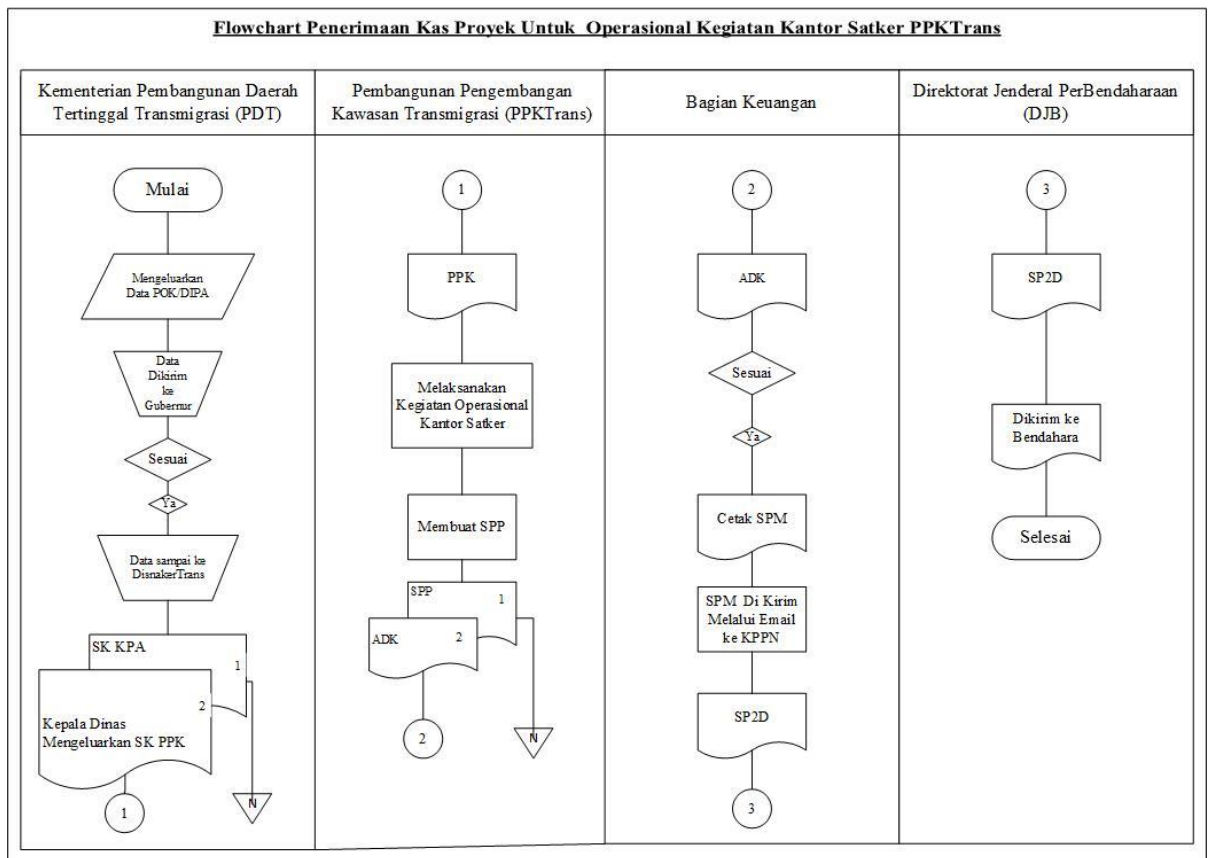 Flowchart Penerimaan Kas Proyek Untuk Operasional Kegiatan Kantor Satker PPKTrans
Kementerian Pembangunan Daerah
Tertinggal Transmigrasi (PDT)
Pembangunan Pengembangan
Kawasan Transmigrasi (PPKTrans)
Bagian Keuangan
Direktorat Jenderal PerBendaharaan
(DJB)
Mulai
Mengeluarkan
Data POK/DIPA
Data
Dikirim
ke
Gubernur
Sesuai
Ya
Data sampai ke
DisnakerTrans
SK KPA
1
2
Kepala Dinas
Mengeluarkan SK PPK
1
N
1
PPK
Melaksanakan
Kegiatan Operasional
Kantor Satker
Membuat SPP
SPP
1
ADK
2
2
N
2
ADK
Sesuai
Ya
Cetak SPM
SPM Di Kirim
Melalui Email
ke KPPN
SP2D
3
3
SP2D
Dikirim ke
Bendahara
Selesai